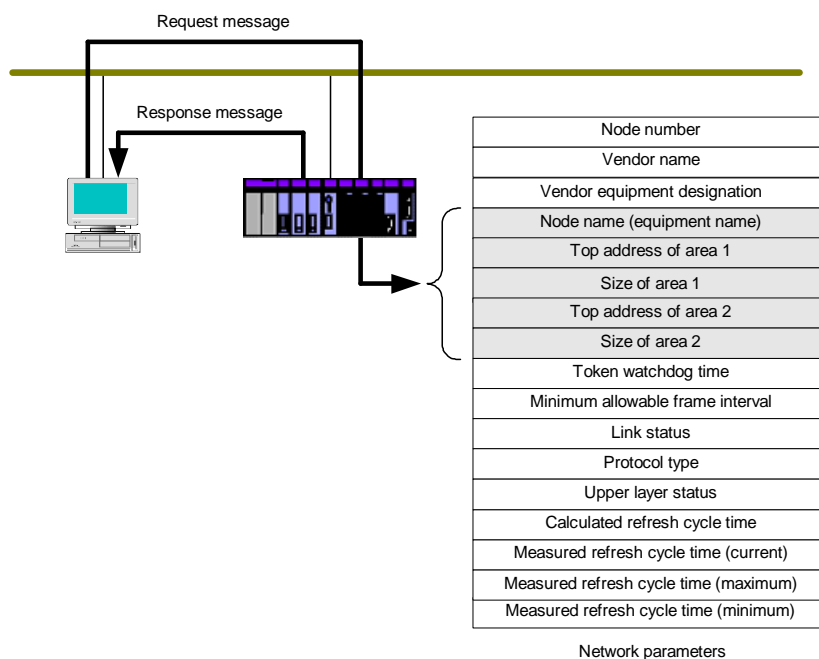 Request message
Response message
Node number
Vendor name
Vendor equipment designation
Node name (equipment name)
Top address of area 1
Size of area 1
Top address of area 2
Size of area 2
Token watchdog time
Minimum allowable frame interval
Link status
Protocol type
Upper layer status
Calculated refresh cycle time
Measured refresh cycle time (current)
Measured refresh cycle time (maximum)
Measured refresh cycle time (minimum)
Network parameters